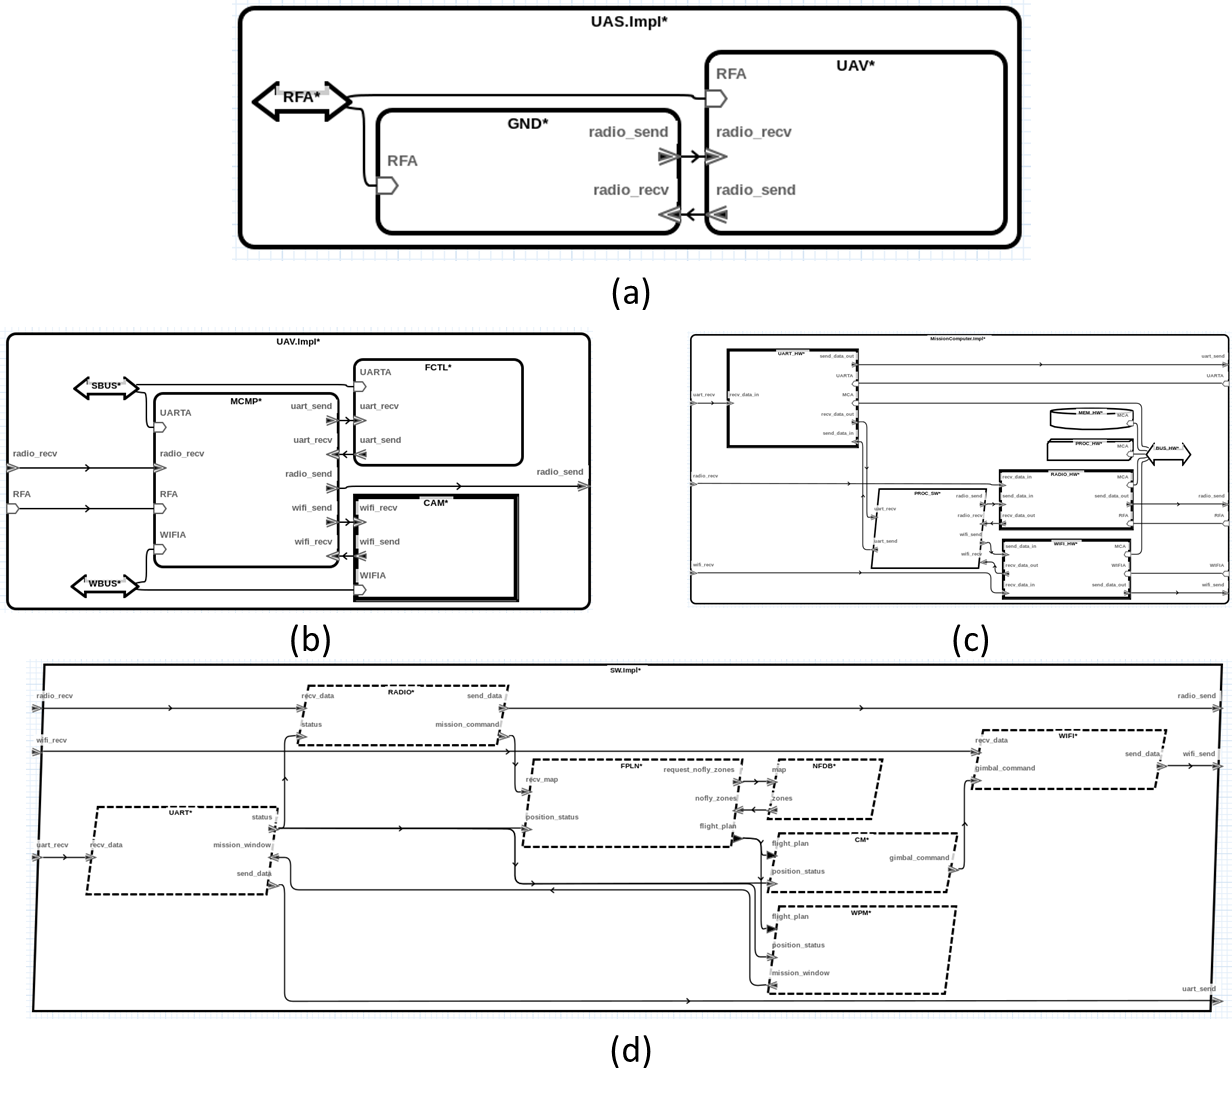 UAS.Impl*
UAV*
RFA
RFA*
GND*
radio_send
radio_recv
RFA
radio_recv
radio_send
(a)
UAV.Impl*
FCTL*
UARTA
SBUS*
MCMP*
UARTA
uart_send
uart_recv
uart_recv
uart_send
radio_recv
radio_recv
radio_send
radio_send
RFA
RFA
CAM*
wifi_send
wifi_recv
WIFIA
wifi_recv
wifi_send
WBUS*
WIFIA
(b)
MissionComputer.Impl*
UART_HW*
send_data_out
uart_send
UARTA
UARTA
uart_recv
recv_data_in
MCA
recv_data_out
MEM_HW*
MCA
send_data_in
PROC_HW*
MCA
BUS_HW*
radio_recv
RADIO_HW*
recv_data_in
MCA
PROC_SW*
radio_send
send_data_in
send_data_out
radio_send
uart_recv
radio_recv
recv_data_out
RFA
RFA
wifi_send
WIFI_HW*
uart_send
send_data_in
MCA
wifi_recv
wifi_recv
recv_data_out
WIFIA
WIFIA
recv_data_in
send_data_out
wifi_send
(c)
SW.Impl*
radio_recv
RADIO*
recv_data
send_data
radio_send
status
mission_command
wifi_recv
WIFI*
recv_data
send_data
wifi_send
gimbal_command
FPLN*
request_nofly_zones
NFDB*
map
recv_map
nofly_zones
zones
UART*
status
position_status
flight_plan
uart_recv
recv_data
mission_window
CM*
flight_plan
gimbal_command
send_data
position_status
WPM*
flight_plan
position_status
mission_window
uart_send
(d)